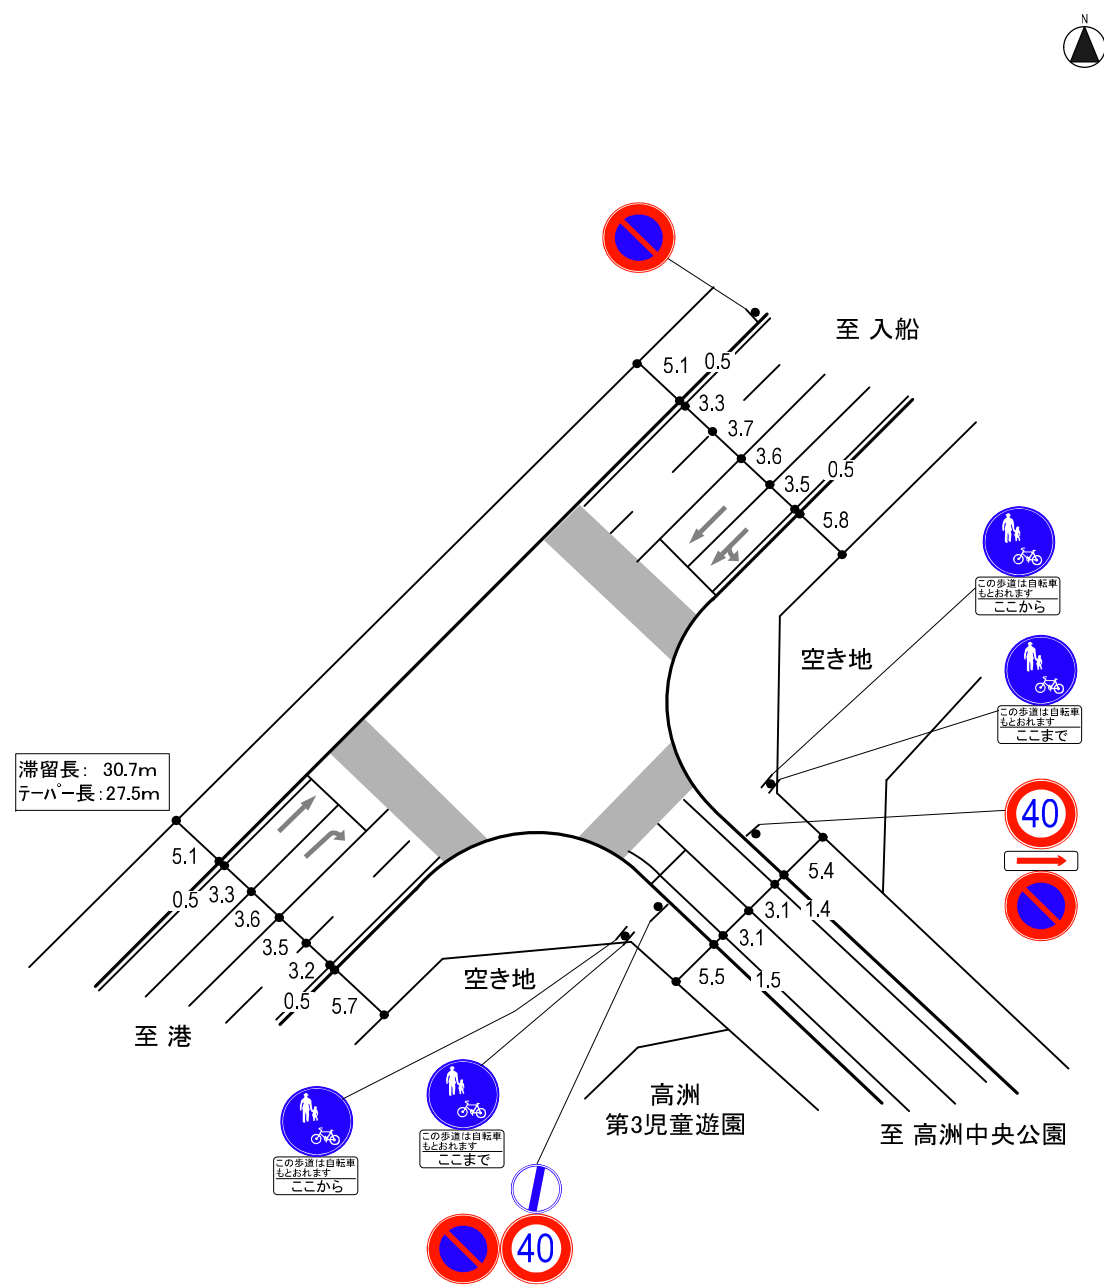 N
至 入船
5.1
0.5
3.3
3.7
3.6
3.5
0.5
5.8
この歩道は自転車
もとおれます
ここから
空き地
この歩道は自転車
もとおれます
ここまで
滞留長: 30.7m
テーパー長:27.5m
40
5.1
0.5
3.3
3.6
3.5
3.2
0.5
5.7
5.4
1.4
3.1
3.1
1.5
5.5
空き地
至 港
高洲
第3児童遊園
至 高洲中央公園
この歩道は自転車
もとおれます
ここから
この歩道は自転車
もとおれます
ここまで
40